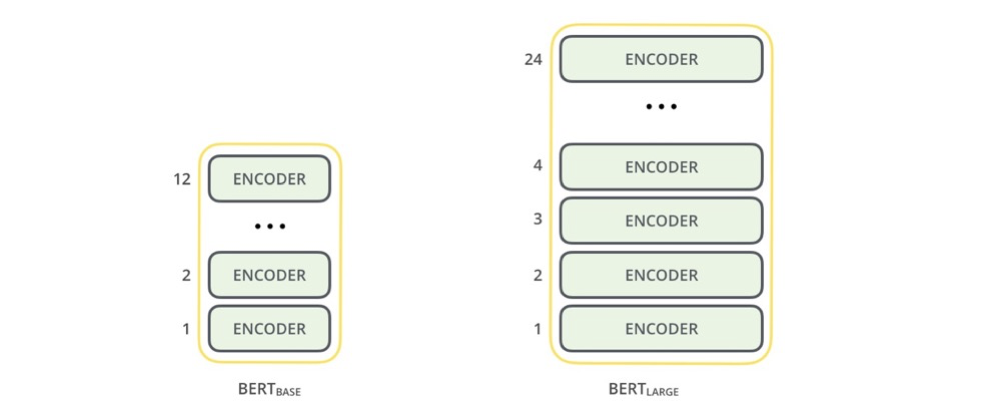 12 ENCODER
...
2 ENCODER
1 ENCODER
BERTBASE
24 ENCODER
...
4 ENCODER
3 ENCODER
2 ENCODER
1 ENCODER
BERTLARGE